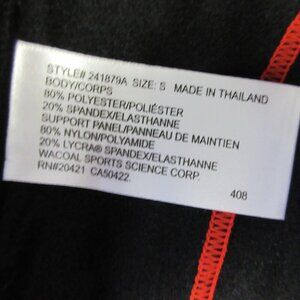 STYLE# 241879A SIZE: S MADE IN THAILAND
BODY/CORPS
80% POLYESTER/POLIÉSTER
20% SPANDEX/ELASTHANNE
SUPPORT PANEL/PANNEAU DE MAINTIEN
80% NYLON/POLYAMIDE
20% LYCRA® SPANDEX/ELASTHANNE
WACOAL SPORTS SCIENCE CORP.
RN#20421 CA50422.
408